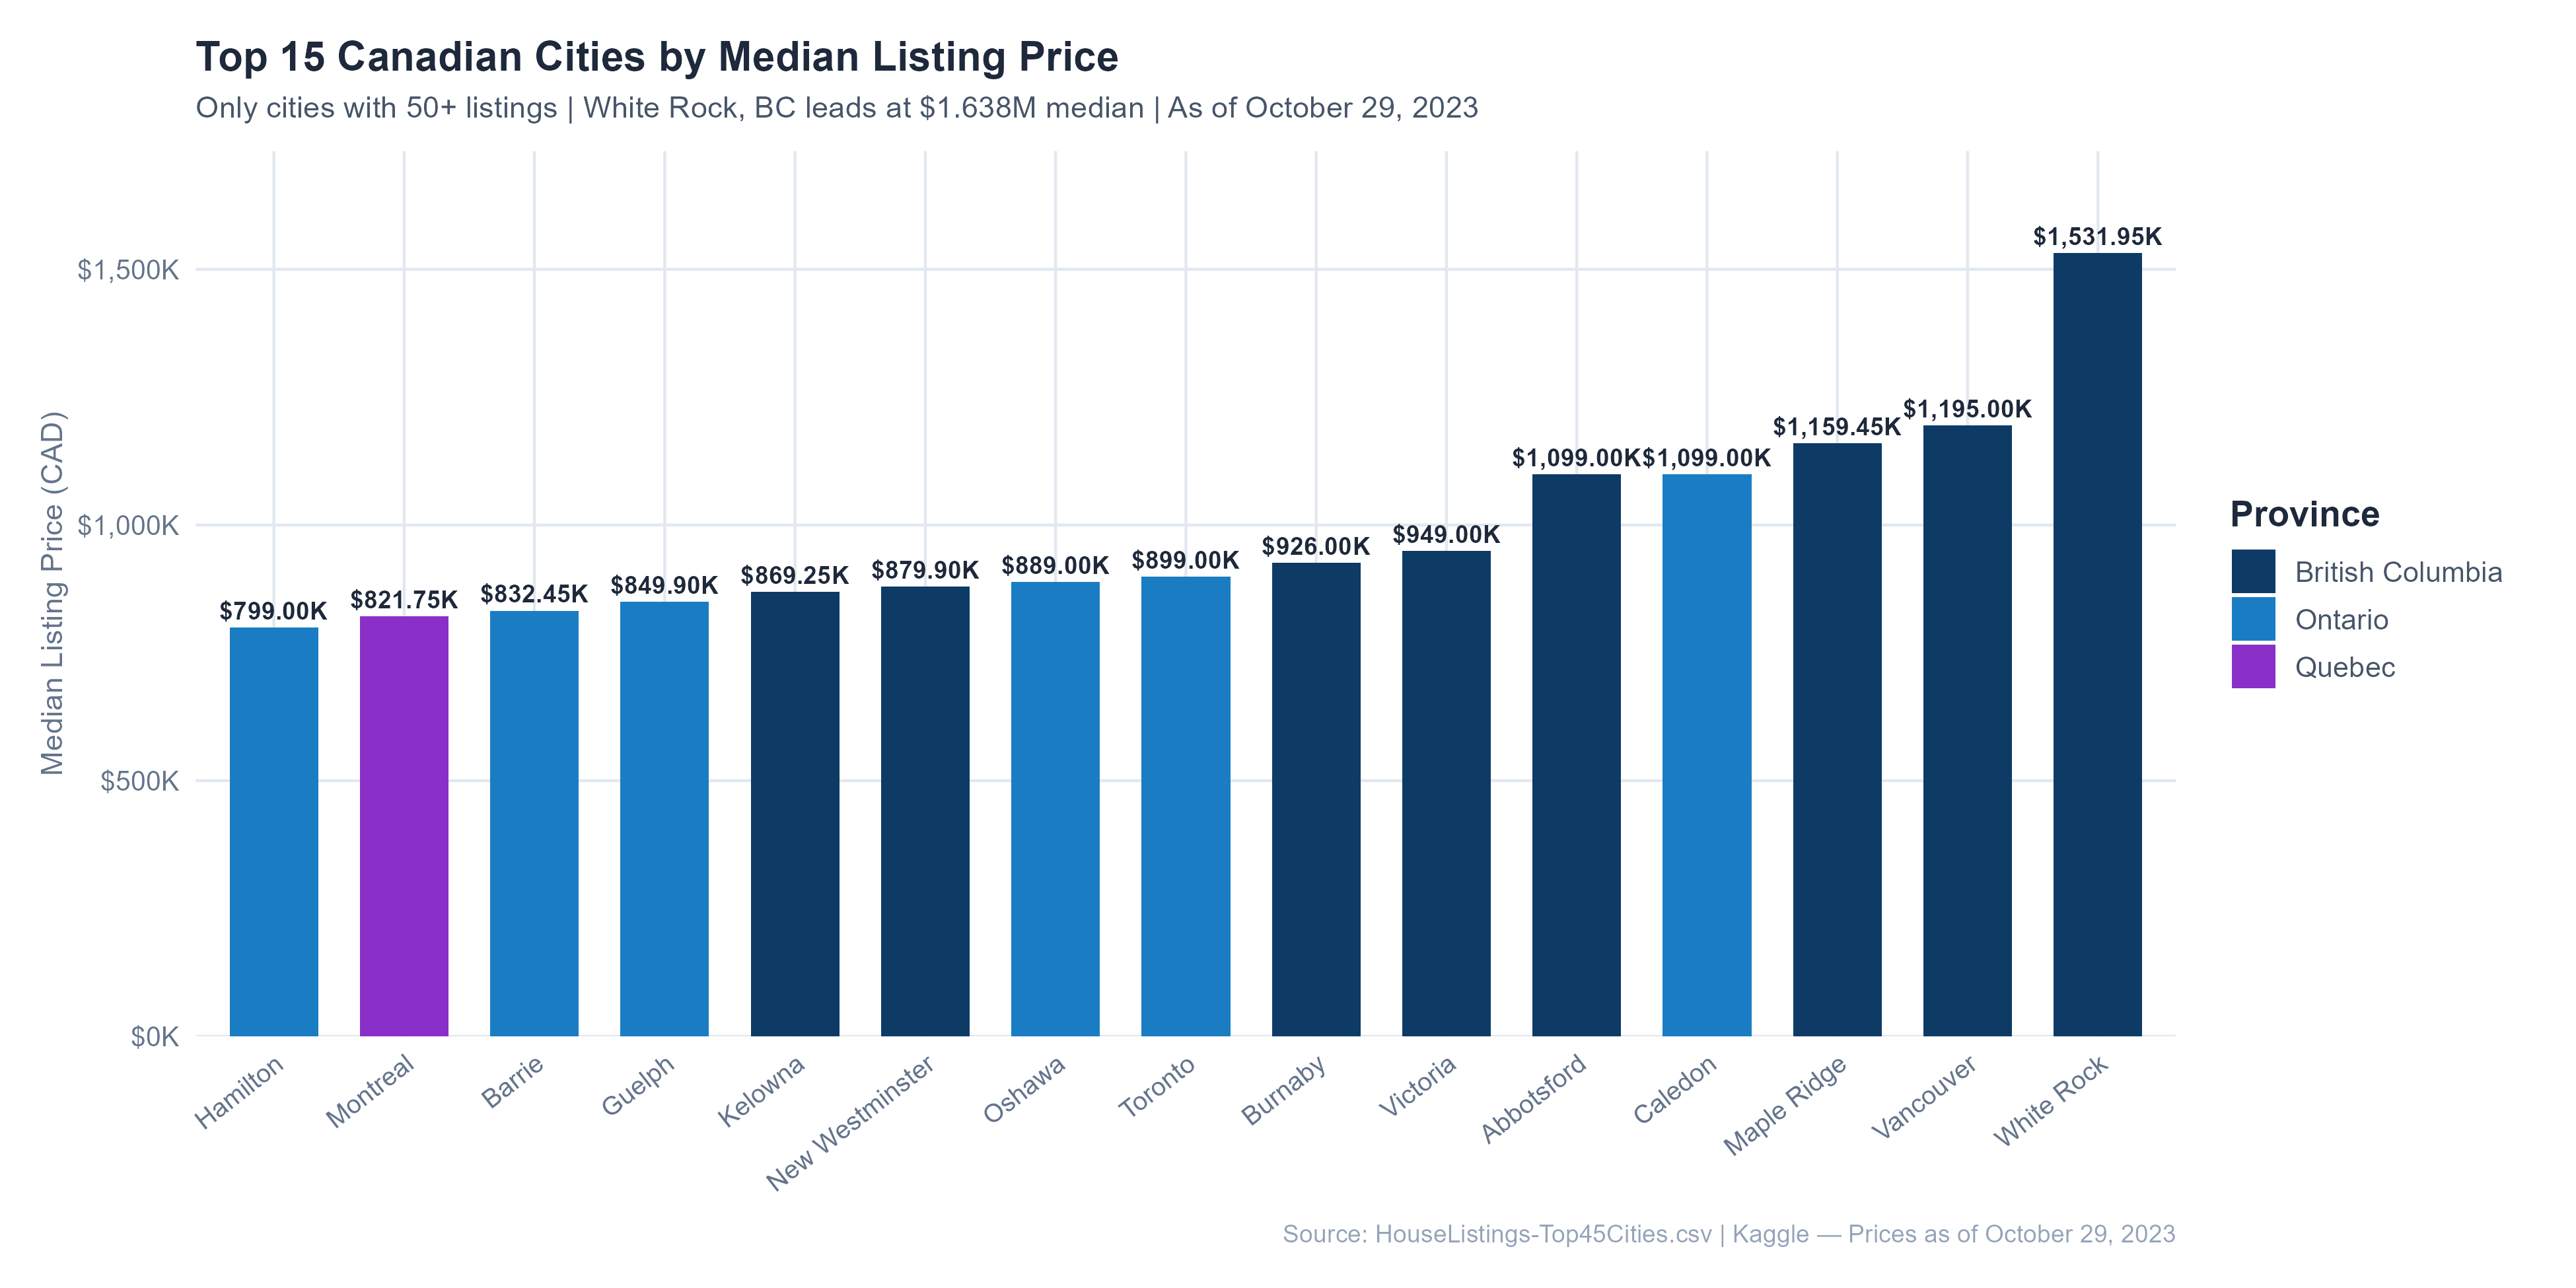 Top 15 Canadian Cities by Median Listing Price
Only cities with 50+ listings | White Rock, BC leads at $1.638M median | As of October 29, 2023
Median Listing Price (CAD)
$1,500K
$1,000K
$500K
$0K
$799.00K
$821.75K
$832.45K
$849.90K
$869.25K
$879.90K
$889.00K
$899.00K
$926.00K
$949.00K
$1,099.00K
$1,099.00K
$1,159.45K
$1,195.00K
$1,531.95K
Hamilton
Montreal
Barrie
Guelph
Kelowna
New Westminster
Oshawa
Toronto
Burnaby
Victoria
Abbotsford
Caledon
Maple Ridge
Vancouver
White Rock
Province
British Columbia
Ontario
Quebec
Source: HouseListings-Top45Cities.csv | Kaggle — Prices as of October 29, 2023